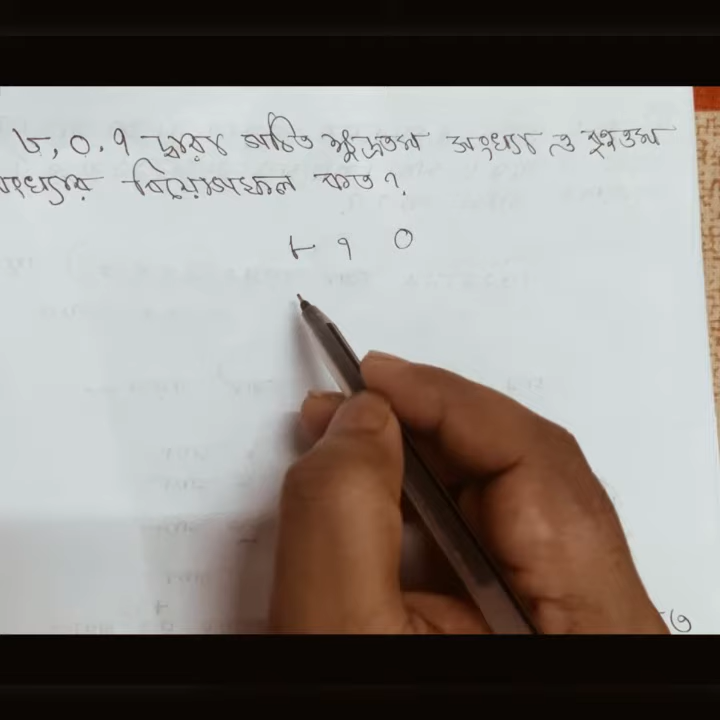 ৮, ০, ৭ দ্বারা গঠিত ক্ষুদ্রতম সংখ্যা ও বৃহত্তম
সংখ্যার বিয়োগফল কত ?
৮ ৭ ০